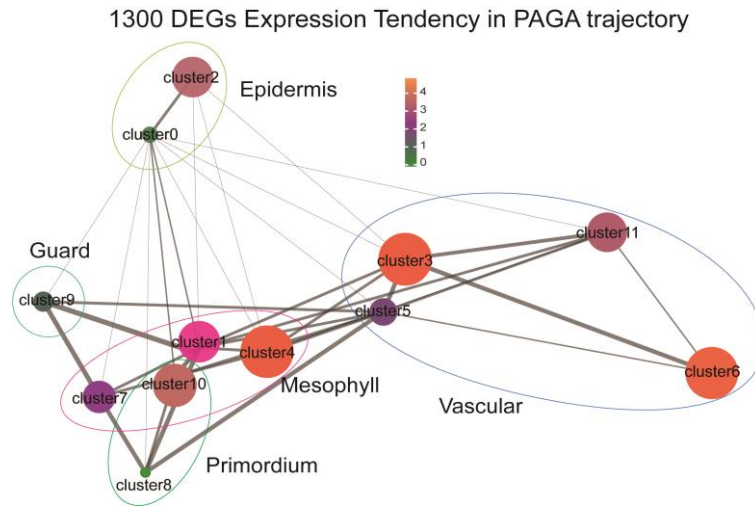 1300 DEGs Expression Tendency in PAGA trajectory
cluster2
Epidermis
cluster0
4
3
2
1
0
cluster11
Guard
cluster3
cluster9
cluster5
cluster1
cluster4
cluster6
Mesophyll
cluster10
cluster7
Vascular
Primordium
cluster8